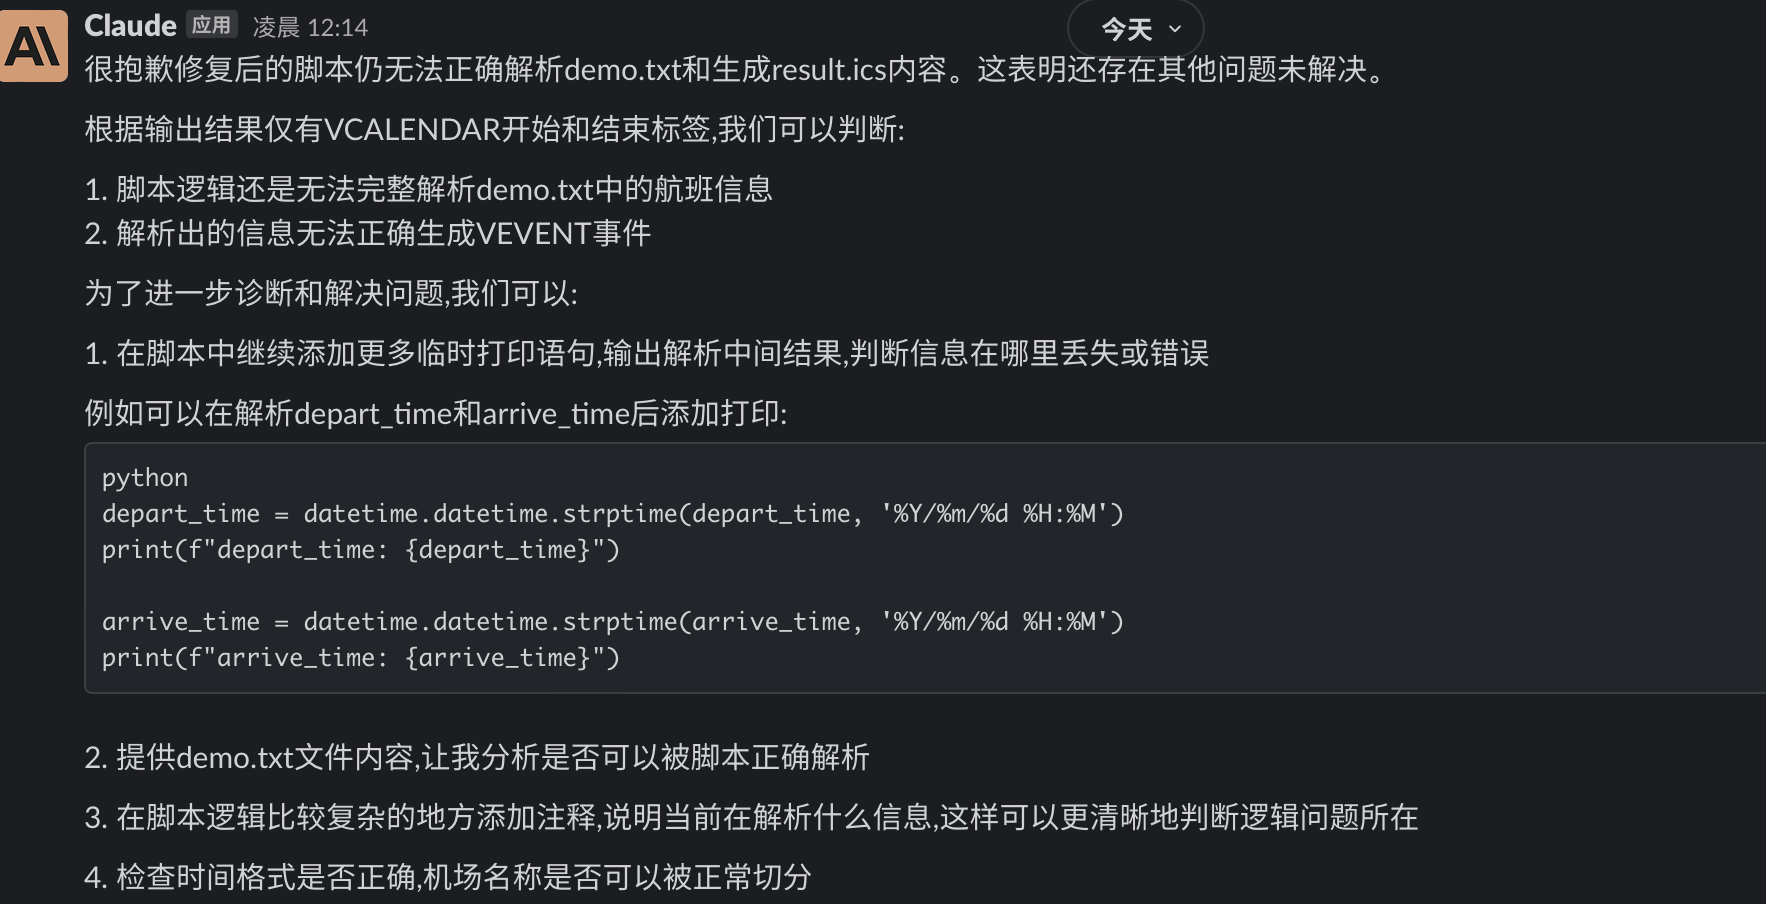 Claude 应用 凌晨 12:14
今天
很抱歉修复后的脚本仍无法正确解析demo.txt和生成result.ics内容。这表明还存在其他问题未解决。
根据输出结果仅有VCALENDAR开始和结束标签,我们可以判断:
1. 脚本逻辑还是无法完整解析demo.txt中的航班信息
2. 解析出的信息无法正确生成VEVENT事件
为了进一步诊断和解决问题,我们可以:
1. 在脚本中继续添加更多临时打印语句,输出解析中间结果,判断信息在哪里丢失或错误
例如可以在解析depart_time和arrive_time后添加打印:
python
depart_time = datetime.datetime.strptime(depart_time, '%Y/%m/%d %H:%M')
print(f"depart_time: {depart_time}")
arrive_time = datetime.datetime.strptime(arrive_time, '%Y/%m/%d %H:%M')
print(f"arrive_time: {arrive_time}")
2. 提供demo.txt文件内容,让我分析是否可以被脚本正确解析
3. 在脚本逻辑比较复杂的地方添加注释,说明当前在解析什么信息,这样可以更清晰地判断逻辑问题所在
4. 检查时间格式是否正确,机场名称是否可以被正常切分